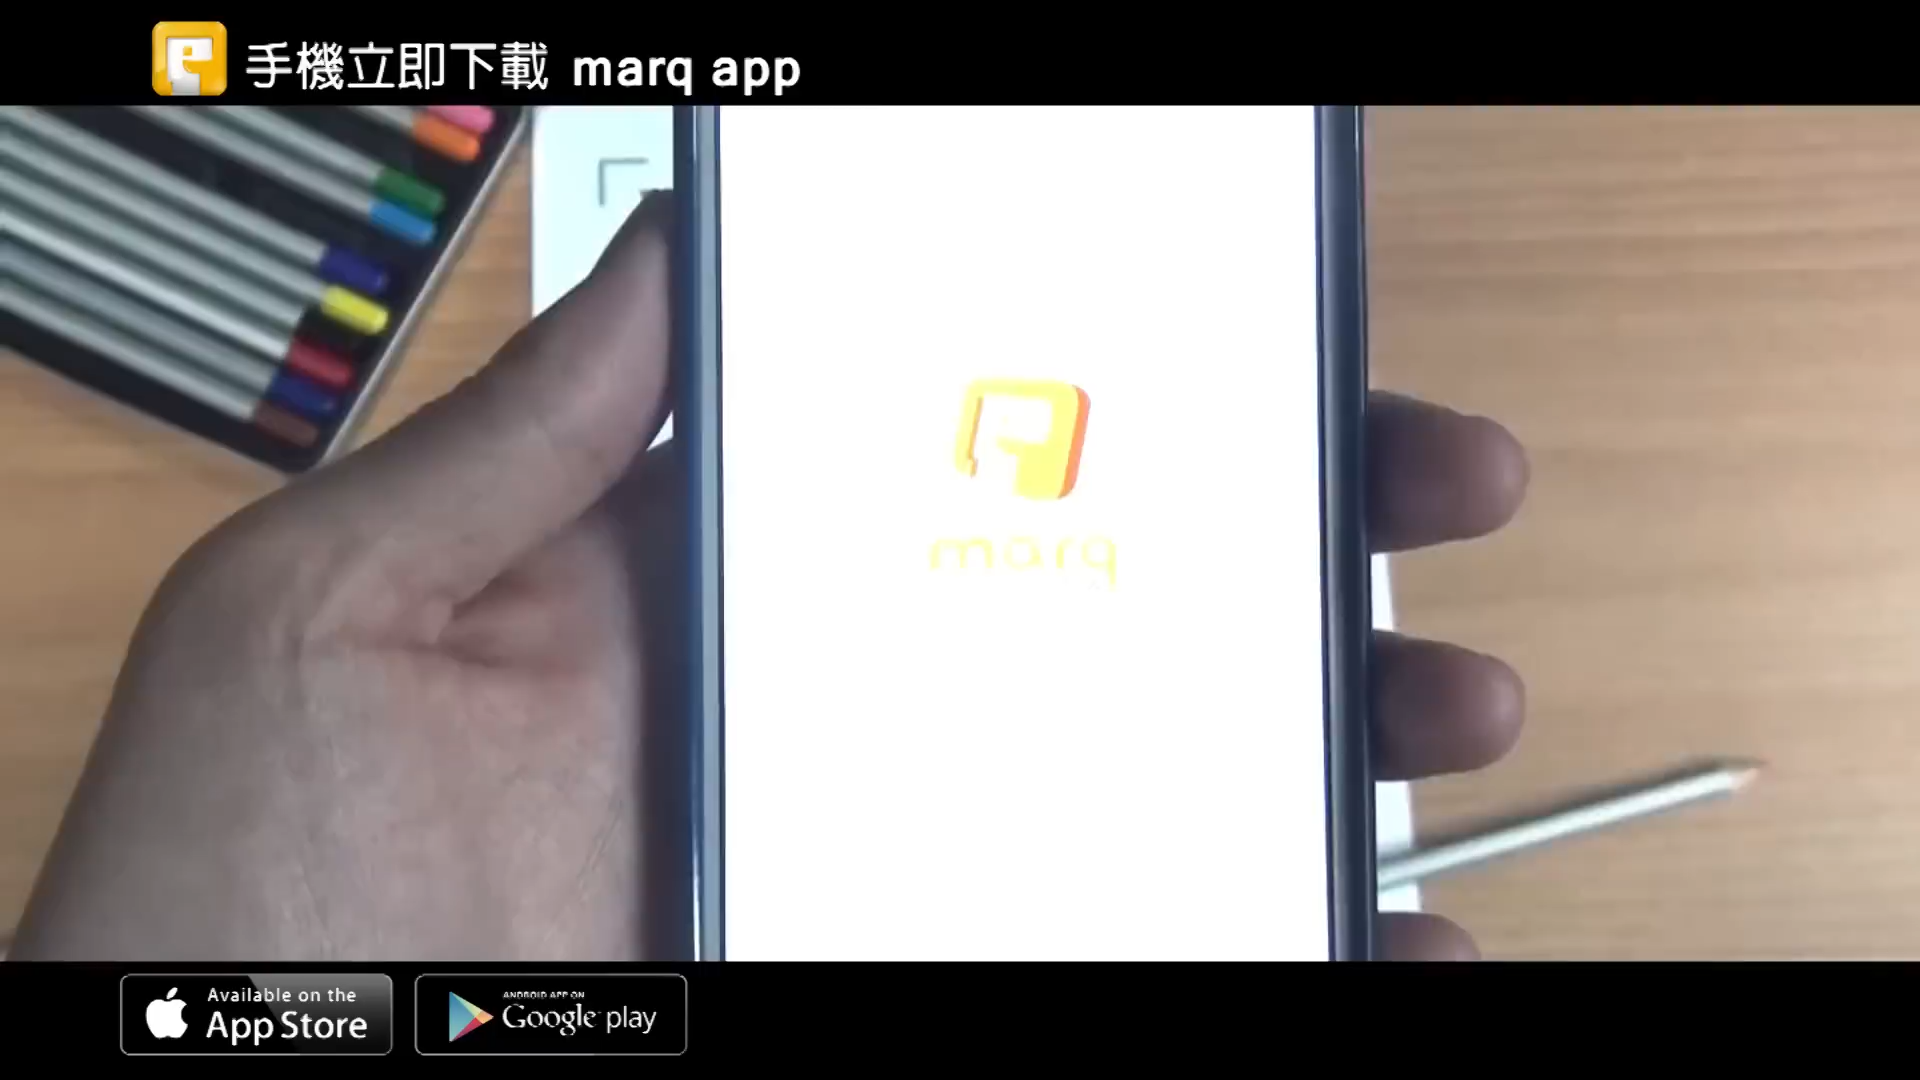 手機立即下載 marq app
marq
Available on the
App Store
ANDROID APP ON
Google play